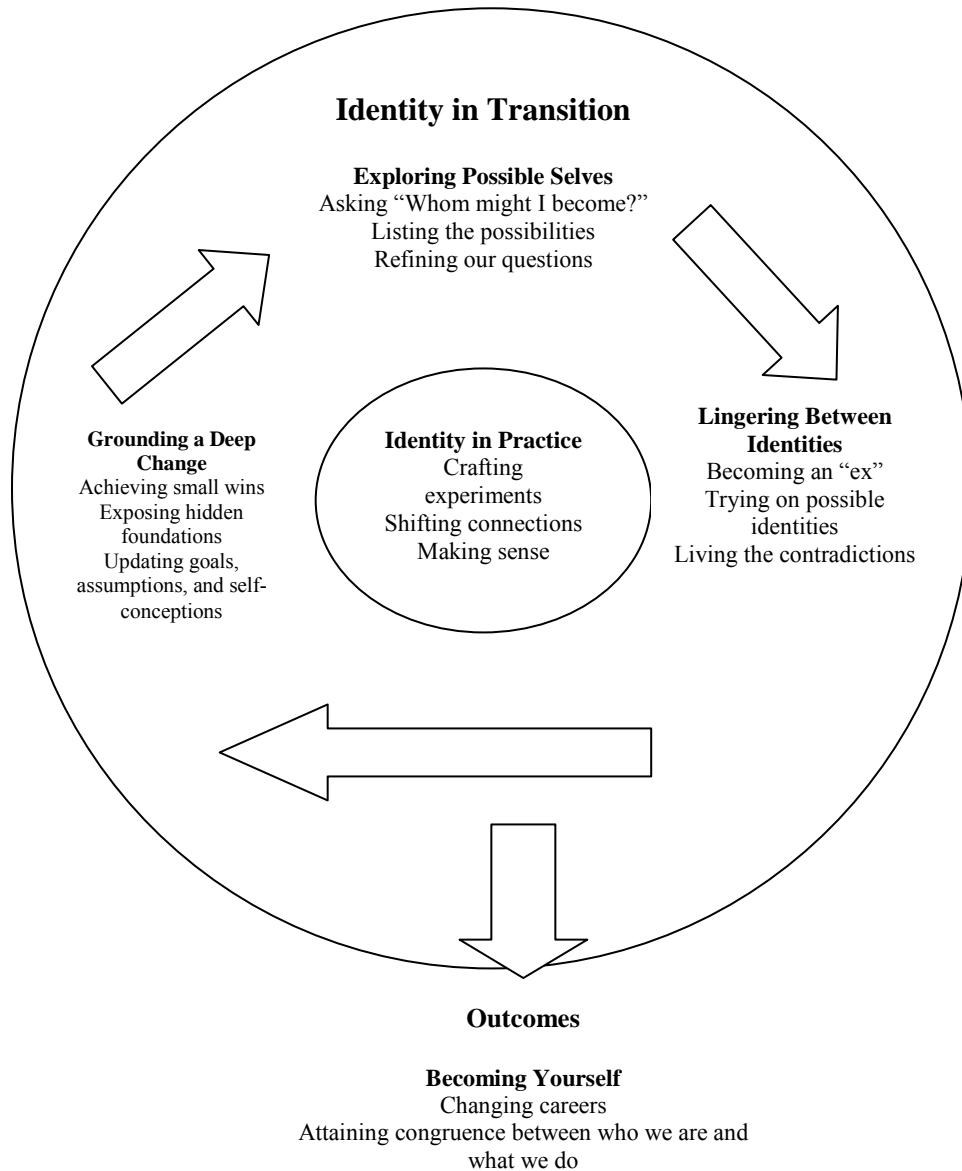 Identity in Transition
Exploring Possible Selves
Asking “Whom might I become?”
Listing the possibilities
Refining our questions
Lingering Between
Identities
Becoming an “ex”
Trying on possible
identities
Living the contradictions
Grounding a Deep
Change
Achieving small wins
Exposing hidden
foundations
Updating goals,
assumptions, and self-
conceptions
Identity in Practice
Crafting
experiments
Shifting connections
Making sense
Outcomes
Becoming Yourself
Changing careers
Attaining congruence between who we are and
what we do